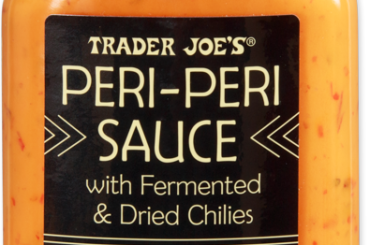 TRADER JOE'S®
PERI-PERI
SAUCE
with Fermented
& Dried Chilies